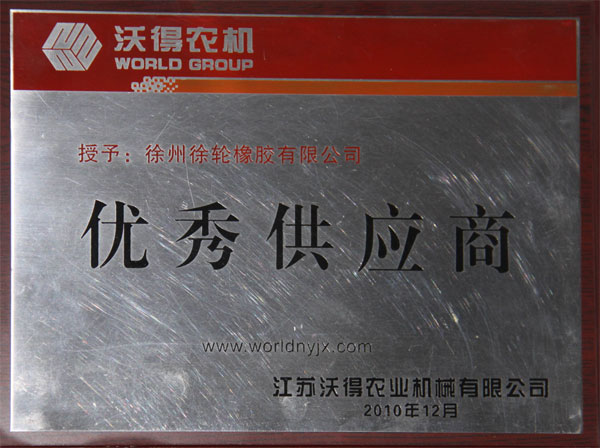 沃得农机
WORLD GROUP
授予：徐州徐轮橡胶有限公司
优秀供应商
www.worldnyjx.com
江苏沃得农业机械有限公司
2010年12月